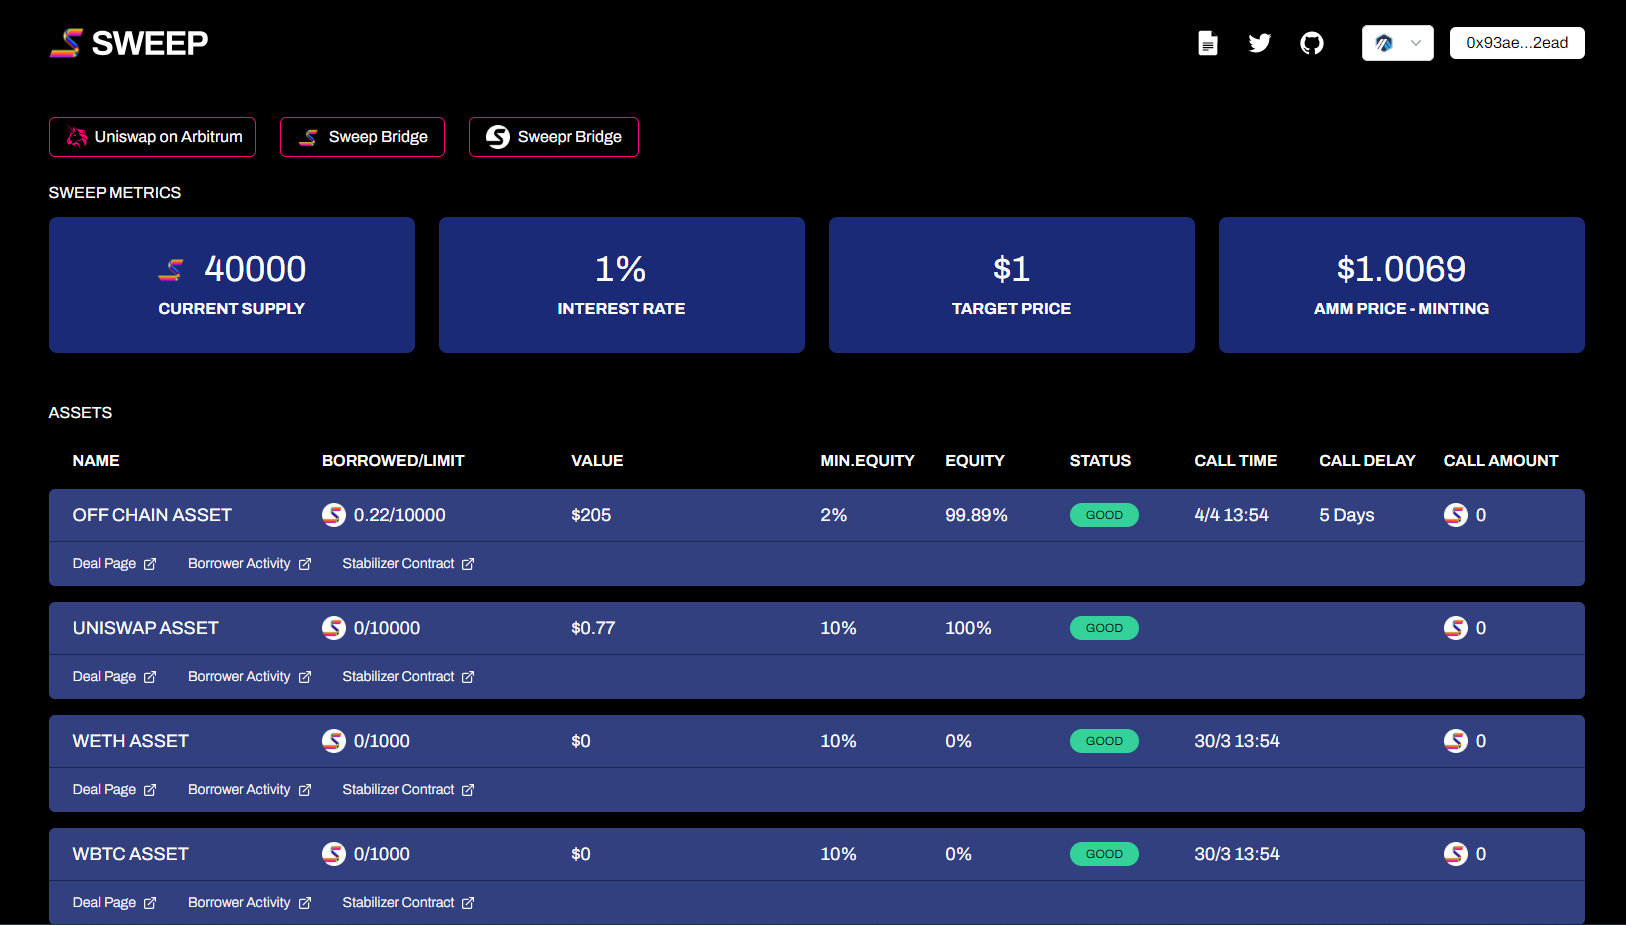 SWEEP
0x93ae...2ead
Uniswap on Arbitrum
Sweep Bridge
Sweepr Bridge
SWEEP METRICS
40000
CURRENT SUPPLY
1%
INTEREST RATE
$1
TARGET PRICE
$1.0069
AMM PRICE - MINTING
ASSETS
NAME BORROWED/LIMIT VALUE MIN.EQUITY EQUITY STATUS CALL TIME CALL DELAY CALL AMOUNT
OFF CHAIN ASSET 0.22/10000 $205 2% 99.89% GOOD 4/4 13:54 5 Days 0
Deal Page Borrower Activity Stabilizer Contract
UNISWAP ASSET 0/10000 $0.77 10% 100% GOOD 0
Deal Page Borrower Activity Stabilizer Contract
WETH ASSET 0/1000 $0 10% 0% GOOD 30/3 13:54 0
Deal Page Borrower Activity Stabilizer Contract
WBTC ASSET 0/1000 $0 10% 0% GOOD 30/3 13:54 0
Deal Page Borrower Activity Stabilizer Contract